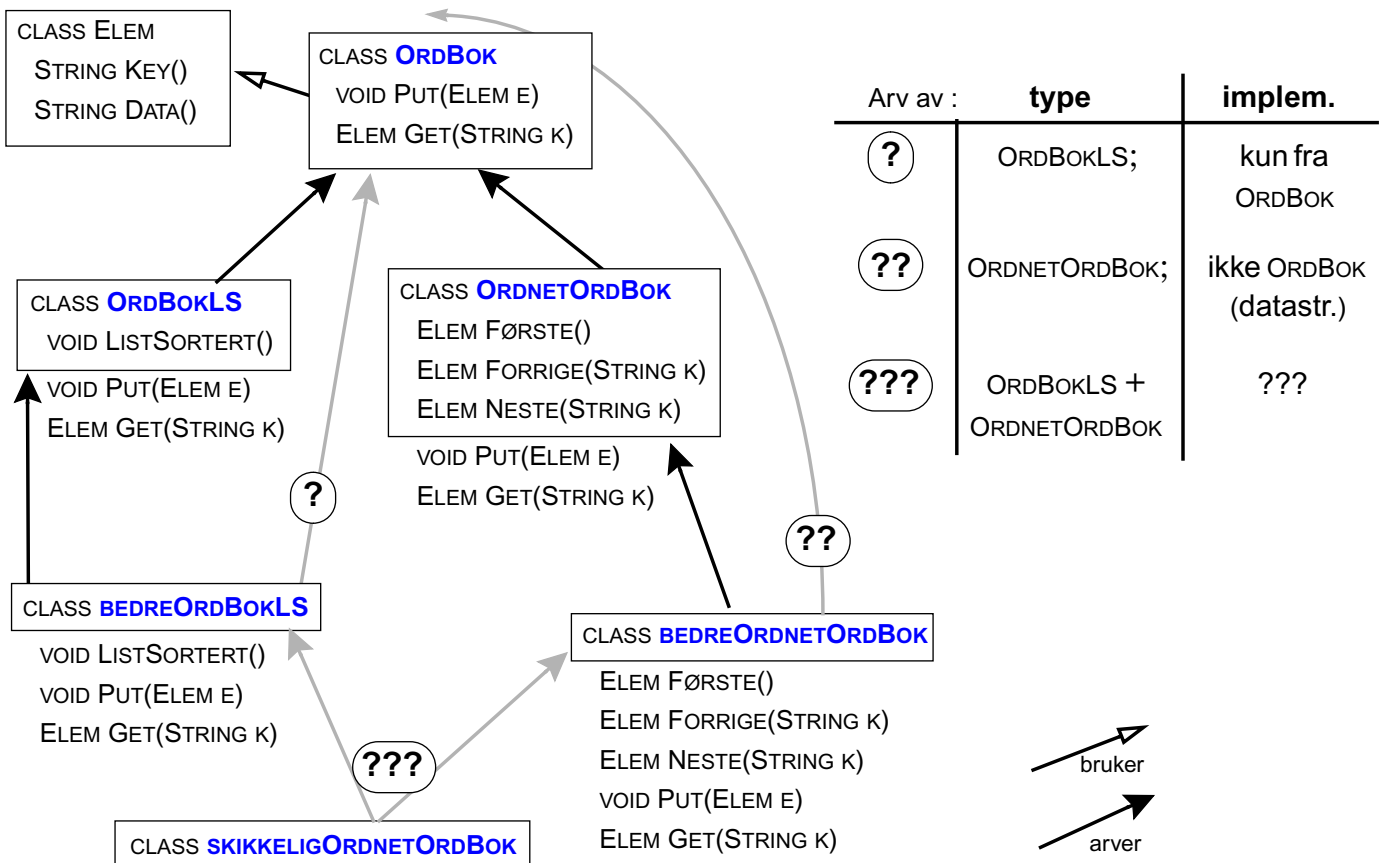 CLASS ELEM
STRING KEY()
STRING DATA()
CLASS ORDBOK
VOID PUT(ELEM E)
ELEM GET(STRING K)
Arv av : type implem.
? ORDBOKLS; kun fra
ORDBOK
?? ORDNETORDBOK; ikke ORDBOK
(datastr.)
??? ORDBOKLS + ???
ORDNETORDBOK
CLASS ORDBOKLS
VOID LISTSORTERT()
VOID PUT(ELEM E)
ELEM GET(STRING K)
CLASS ORDNETORDBOK
ELEM FØRSTE()
ELEM FORRIGE(STRING K)
ELEM NESTE(STRING K)
VOID PUT(ELEM E)
ELEM GET(STRING K)
?
??
CLASS BEDREORDBOKLS
VOID LISTSORTERT()
VOID PUT(ELEM E)
ELEM GET(STRING K)
CLASS BEDREORDNETORDBOK
ELEM FØRSTE()
ELEM FORRIGE(STRING K)
ELEM NESTE(STRING K)
VOID PUT(ELEM E)
ELEM GET(STRING K)
???
CLASS SKIKKELIGORDNETORDBOK
bruker
arver